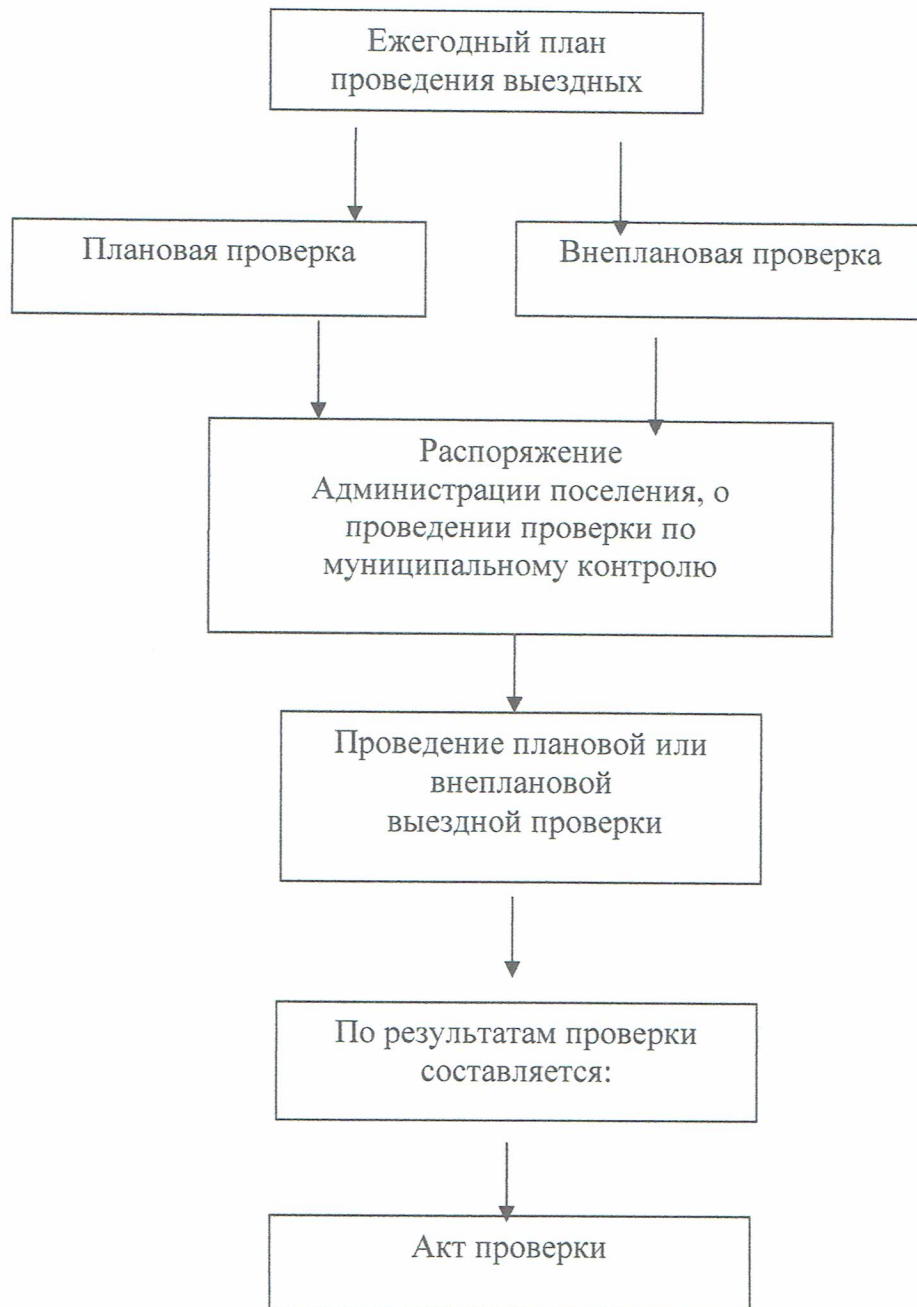 Ежегодный план
проведения выездных
Плановая проверка
Внеплановая проверка
Распоряжение
Администрации поселения, о
проведении проверки по
муниципальному контролю
Проведение плановой или
внеплановой
выездной проверки
По результатам проверки
составляется:
Акт проверки